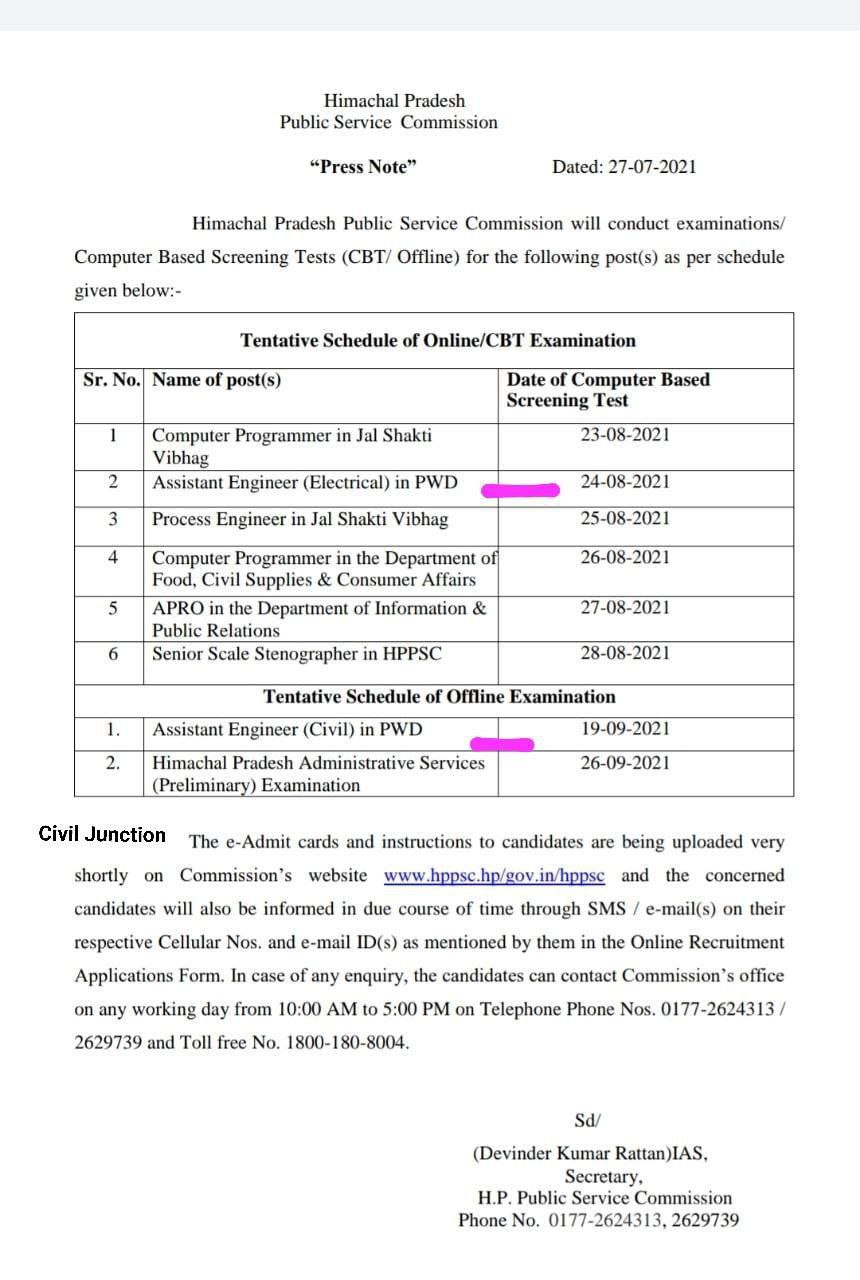 Himachal Pradesh
Public Service Commission
“Press Note” Dated: 27-07-2021
Himachal Pradesh Public Service Commission will conduct examinations/
Computer Based Screening Tests (CBT/ Offline) for the following post(s) as per schedule
given below:-
Tentative Schedule of Online/CBT Examination
Sr. No. Name of post(s) Date of Computer Based
Screening Test
1 Computer Programmer in Jal Shakti 23-08-2021
Vibhag
2 Assistant Engineer (Electrical) in PWD 24-08-2021
3 Process Engineer in Jal Shakti Vibhag 25-08-2021
4 Computer Programmer in the Department of 26-08-2021
Food, Civil Supplies & Consumer Affairs
5 APRO in the Department of Information & 27-08-2021
Public Relations
6 Senior Scale Stenographer in HPPSC 28-08-2021
Tentative Schedule of Offline Examination
1. Assistant Engineer (Civil) in PWD 19-09-2021
2. Himachal Pradesh Administrative Services 26-09-2021
(Preliminary) Examination
Civil Junction The e-Admit cards and instructions to candidates are being uploaded very
shortly on Commission’s website www.hppsc.hp/gov.in/hppsc and the concerned
candidates will also be informed in due course of time through SMS / e-mail(s) on their
respective Cellular Nos. and e-mail ID(s) as mentioned by them in the Online Recruitment
Applications Form. In case of any enquiry, the candidates can contact Commission’s office
on any working day from 10:00 AM to 5:00 PM on Telephone Phone Nos. 0177-2624313 /
2629739 and Toll free No. 1800-180-8004.
Sd/
(Devinder Kumar Rattan)IAS,
Secretary,
H.P. Public Service Commission
Phone No. 0177-2624313, 2629739